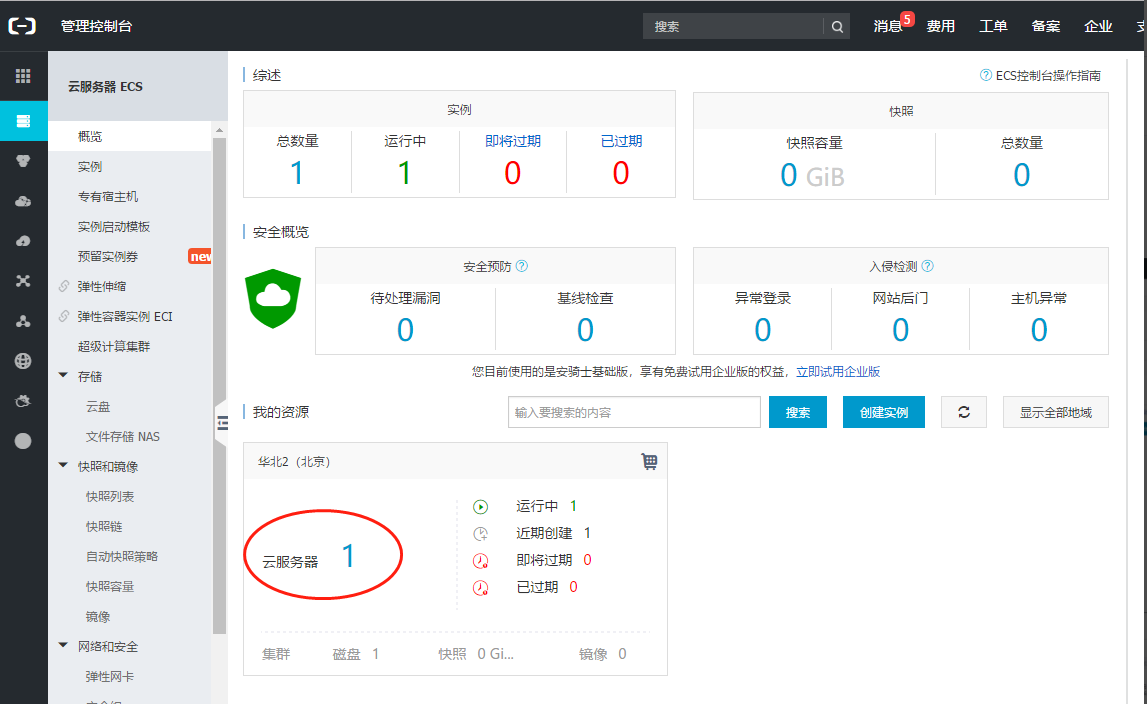 管理控制台
搜索
消息 5
费用
工单
备案
企业
云服务器 ECS
概览
实例
专有宿主机
实例启动模板
预留实例券 new
弹性伸缩
弹性容器实例 ECI
超级计算集群
存储
云盘
文件存储 NAS
快照和镜像
快照列表
快照链
自动快照策略
快照容量
镜像
网络和安全
弹性网卡
综述
ECS控制台操作指南
实例
总数量 运行中 即将过期 已过期
1 1 0 0
快照
快照容量 总数量
0 GiB 0
安全概览
安全预防
待处理漏洞 基线检查
0 0
入侵检测
异常登录 网站后门 主机异常
0 0 0
您目前使用的是安骑士基础版，享有免费试用企业版的权益，立即试用企业版
我的资源
输入要搜索的内容
搜索
创建实例
显示全部地域
华北2（北京）
云服务器 1
运行中 1
近期创建 1
即将过期 0
已过期 0
集群 磁盘 1 快照 0 Gi... 镜像 0